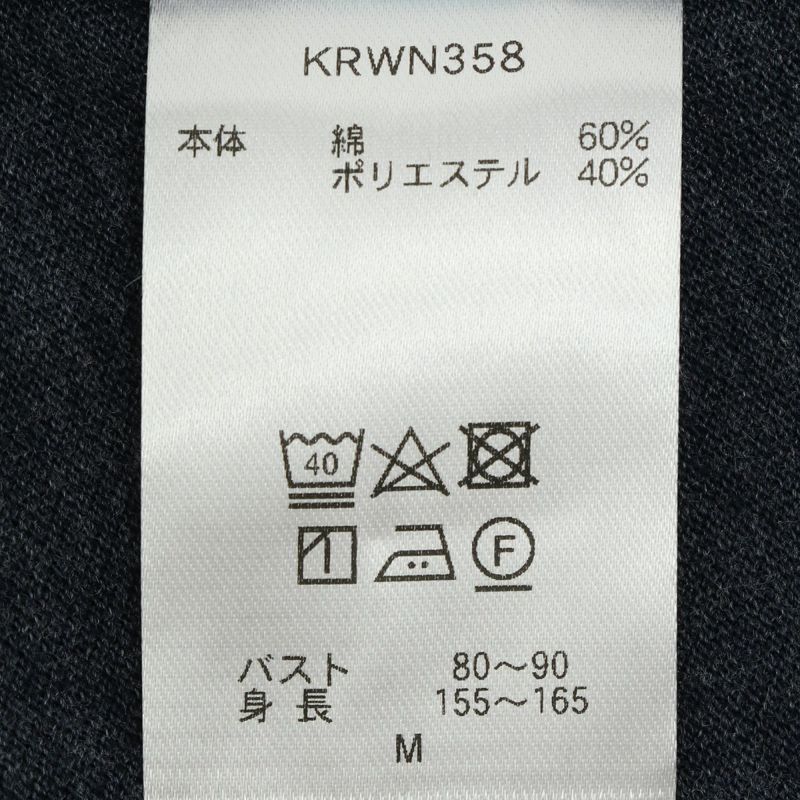 KRWN358
本体 綿 60%
ポリエステル 40%
40
F
バスト 80〜90
身長 155〜165
M